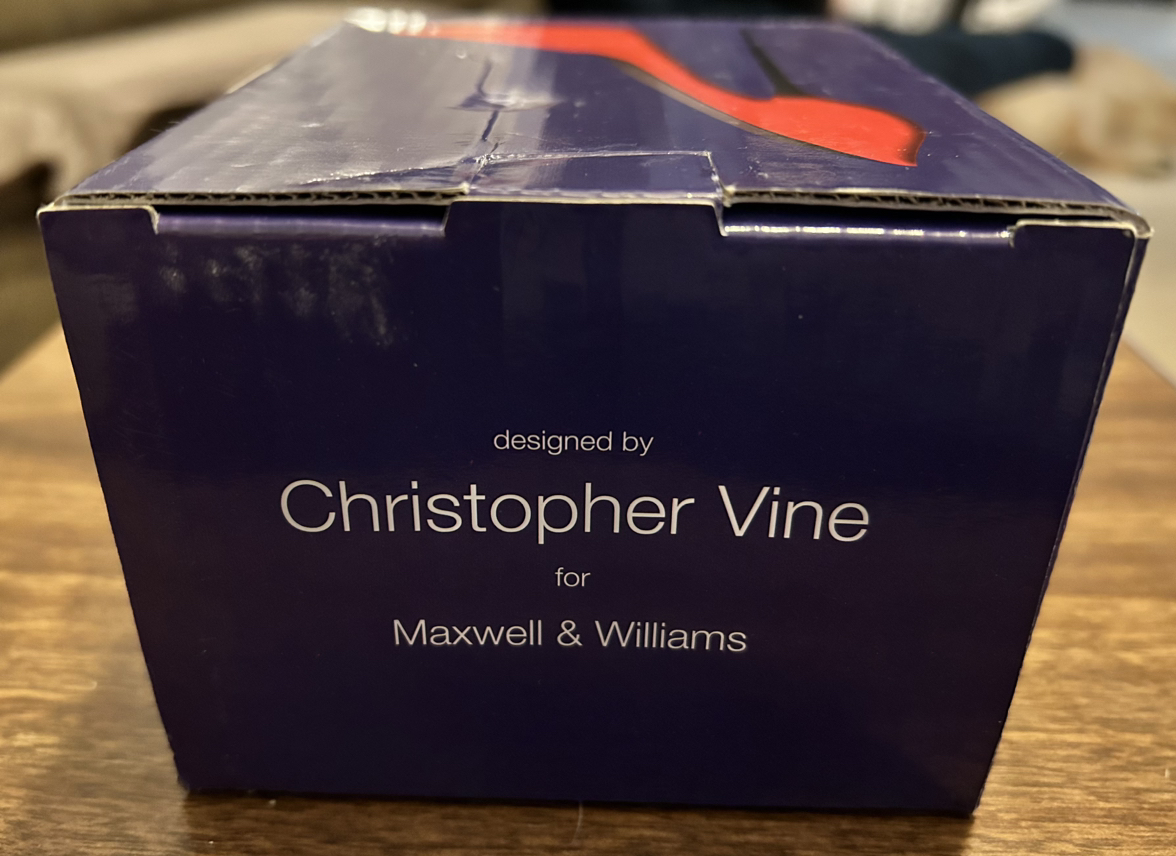 designed by
Christopher Vine
for
Maxwell & Williams